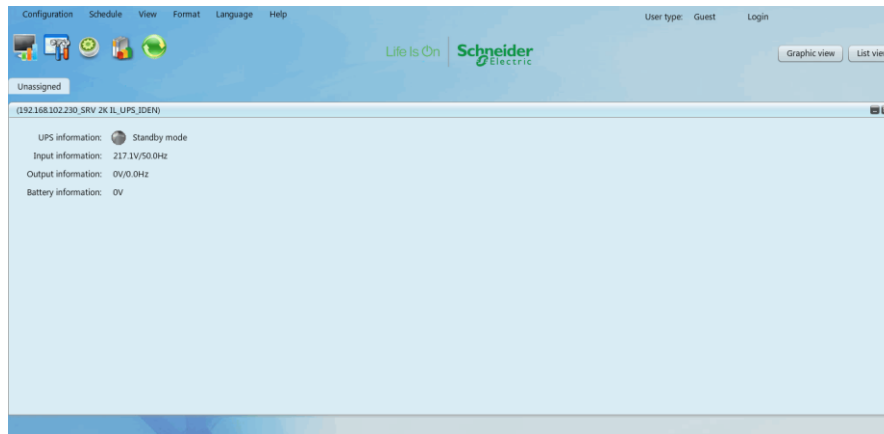 Configuration Schedule View Format Language Help User type: Guest Login
Life Is On Schneider Electric
Graphic view List vie
Unassigned
(192.168.102.230_SRV 2K IL_UPS_IDEN)
UPS information: Standby mode
Input information: 217.1V/50.0Hz
Output information: 0V/0.0Hz
Battery information: 0V